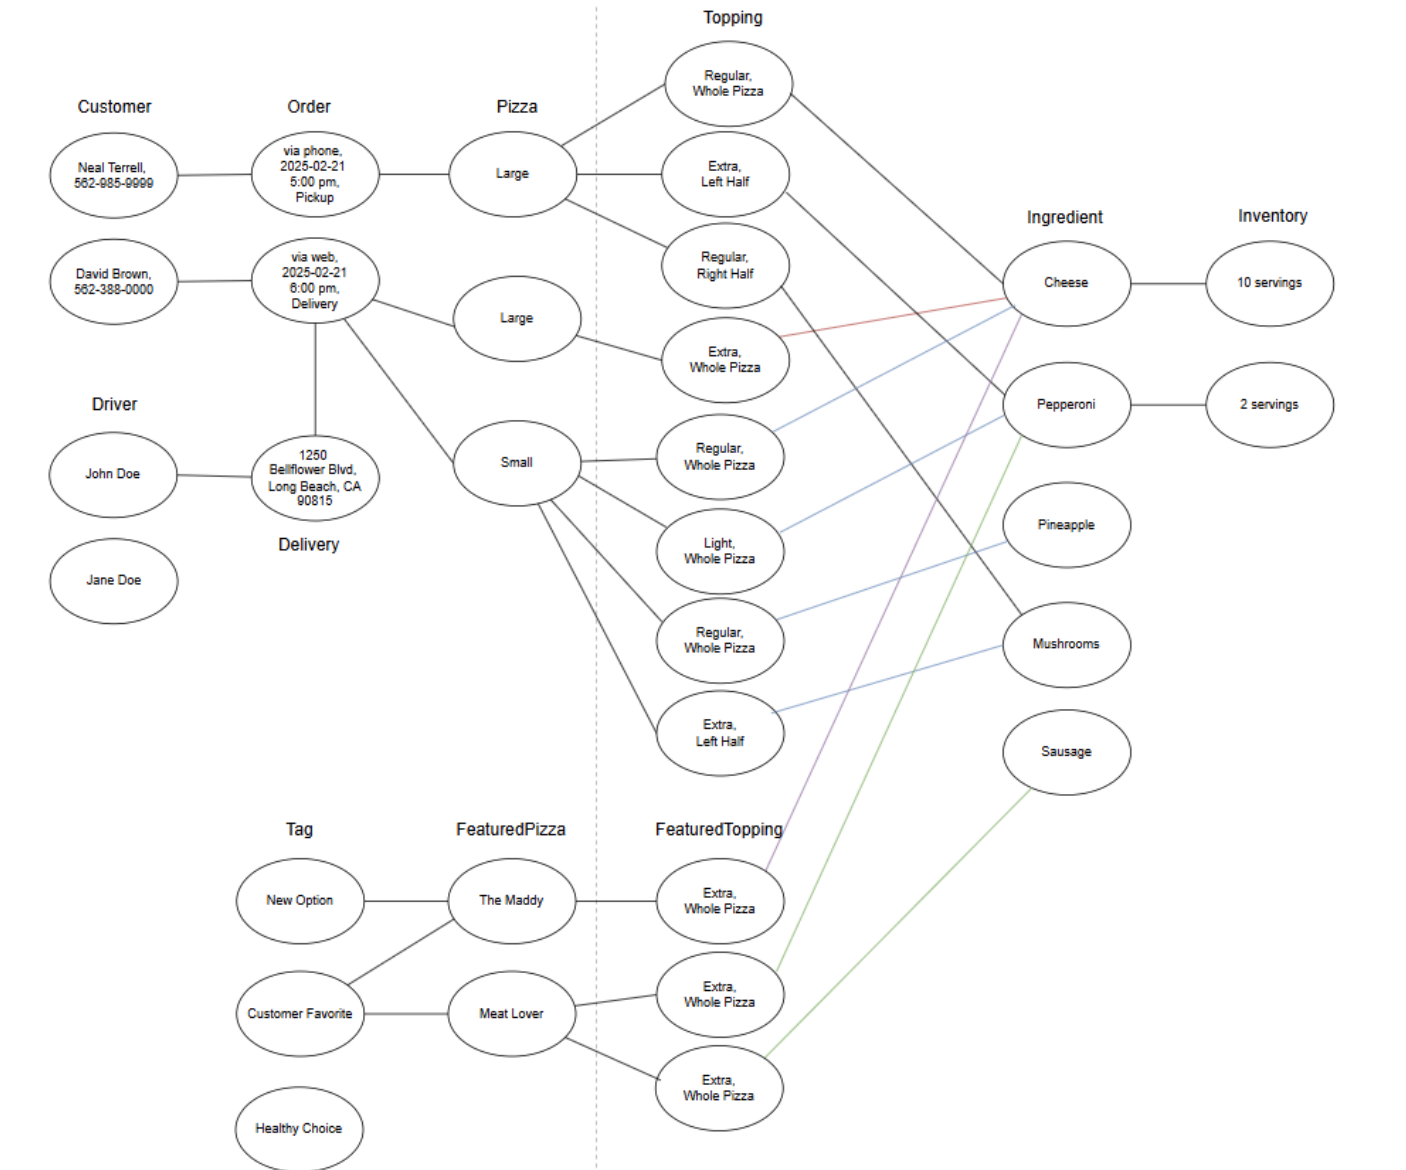 Topping
Regular,
Whole Pizza
Customer
Order
Pizza
Neal Terrell,
562-985-9999
via phone,
2025-02-21
5:00 pm,
Pickup
Large
Extra,
Left Half
Regular,
Right Half
Ingredient
Inventory
David Brown,
562-388-0000
via web,
2025-02-21
6:00 pm,
Delivery
Large
Extra,
Whole Pizza
Cheese
10 servings
Driver
Pepperoni
2 servings
John Doe
1250
Bellflower Blvd,
Long Beach, CA
90815
Small
Regular,
Whole Pizza
Delivery
Light,
Whole Pizza
Pineapple
Jane Doe
Regular,
Whole Pizza
Mushrooms
Extra,
Left Half
Sausage
Tag
FeaturedPizza
FeaturedTopping
New Option
The Maddy
Extra,
Whole Pizza
Customer Favorite
Meat Lover
Extra,
Whole Pizza
Extra,
Whole Pizza
Healthy Choice